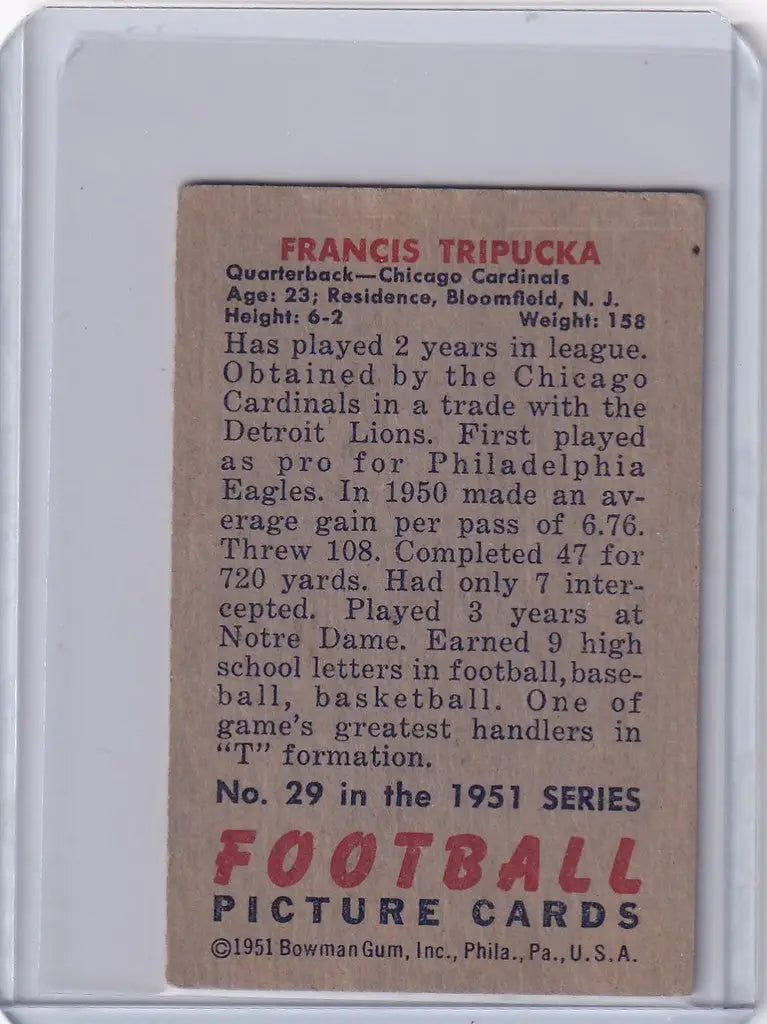 FRANCIS TRIPUCKA
Quarterback—Chicago Cardinals
Age: 23; Residence, Bloomfield, N. J.
Height: 6-2 Weight: 158
Has played 2 years in league.
Obtained by the Chicago
Cardinals in a trade with the
Detroit Lions. First played
as pro for Philadelphia
Eagles. In 1950 made an av-
erage gain per pass of 6.76.
Threw 108. Completed 47 for
720 yards. Had only 7 inter-
cepted. Played 3 years at
Notre Dame. Earned 9 high
school letters in football, base-
ball, basketball. One of
game's greatest handlers in
"T" formation.
No. 29 in the 1951 SERIES
FOOTBALL
PICTURE CARDS
©1951 Bowman Gum, Inc., Phila., Pa., U.S.A.